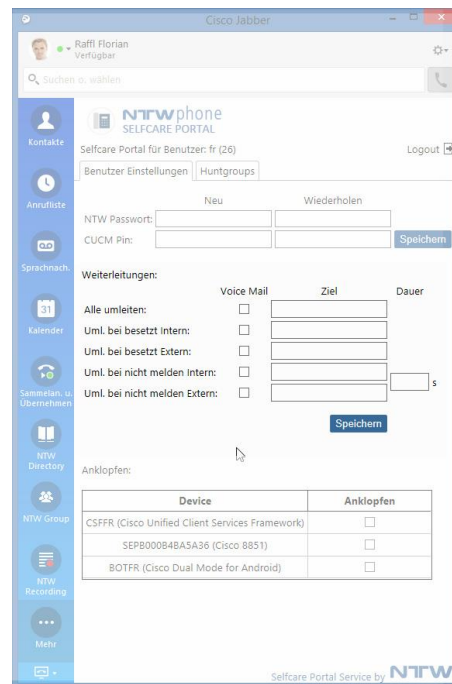 Cisco Jabber
Raffl Florian
Verfügbar
Suchen o. wählen
NTW phone
SELFCARE PORTAL
Kontakte
Selfcare Portal für Benutzer: fr (26) Logout
Benutzer Einstellungen Huntgroups
Neu Wiederholen
Anrufliste
NTW Passwort:
CUCM Pin: Speichern
Sprachnach.
Weiterleitungen:
Voice Mail Ziel Dauer
31
Alle umleiten:
Kalender
Uml. bei besetzt Intern:
Uml. bei besetzt Extern:
Uml. bei nicht melden Intern:
s
Sammelan. u. Übernehmen
Uml. bei nicht melden Extern:
Speichern
NTW
Directory
Anklopfen:
Device Anklopfen
NTW Group
CSFFR (Cisco Unified Client Services Framework)
SEPB000B4BA5A36 (Cisco 8851)
BOTFR (Cisco Dual Mode for Android)
NTW
Recording
Mehr
Selfcare Portal Service by NTW